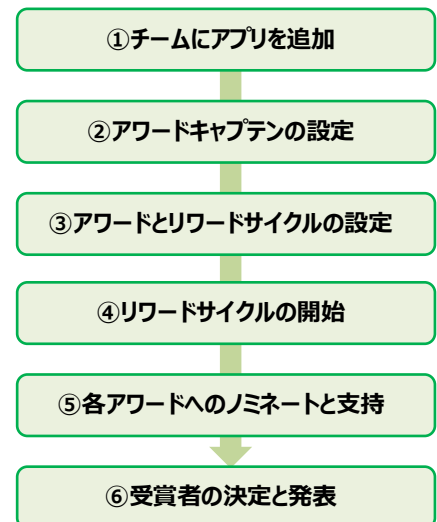 ①チームにアプリを追加
②アワードキャプテンの設定
③アワードとリワードサイクルの設定
④リワードサイクルの開始
⑤各アワードへのノミネートと支持
⑥受賞者の決定と発表